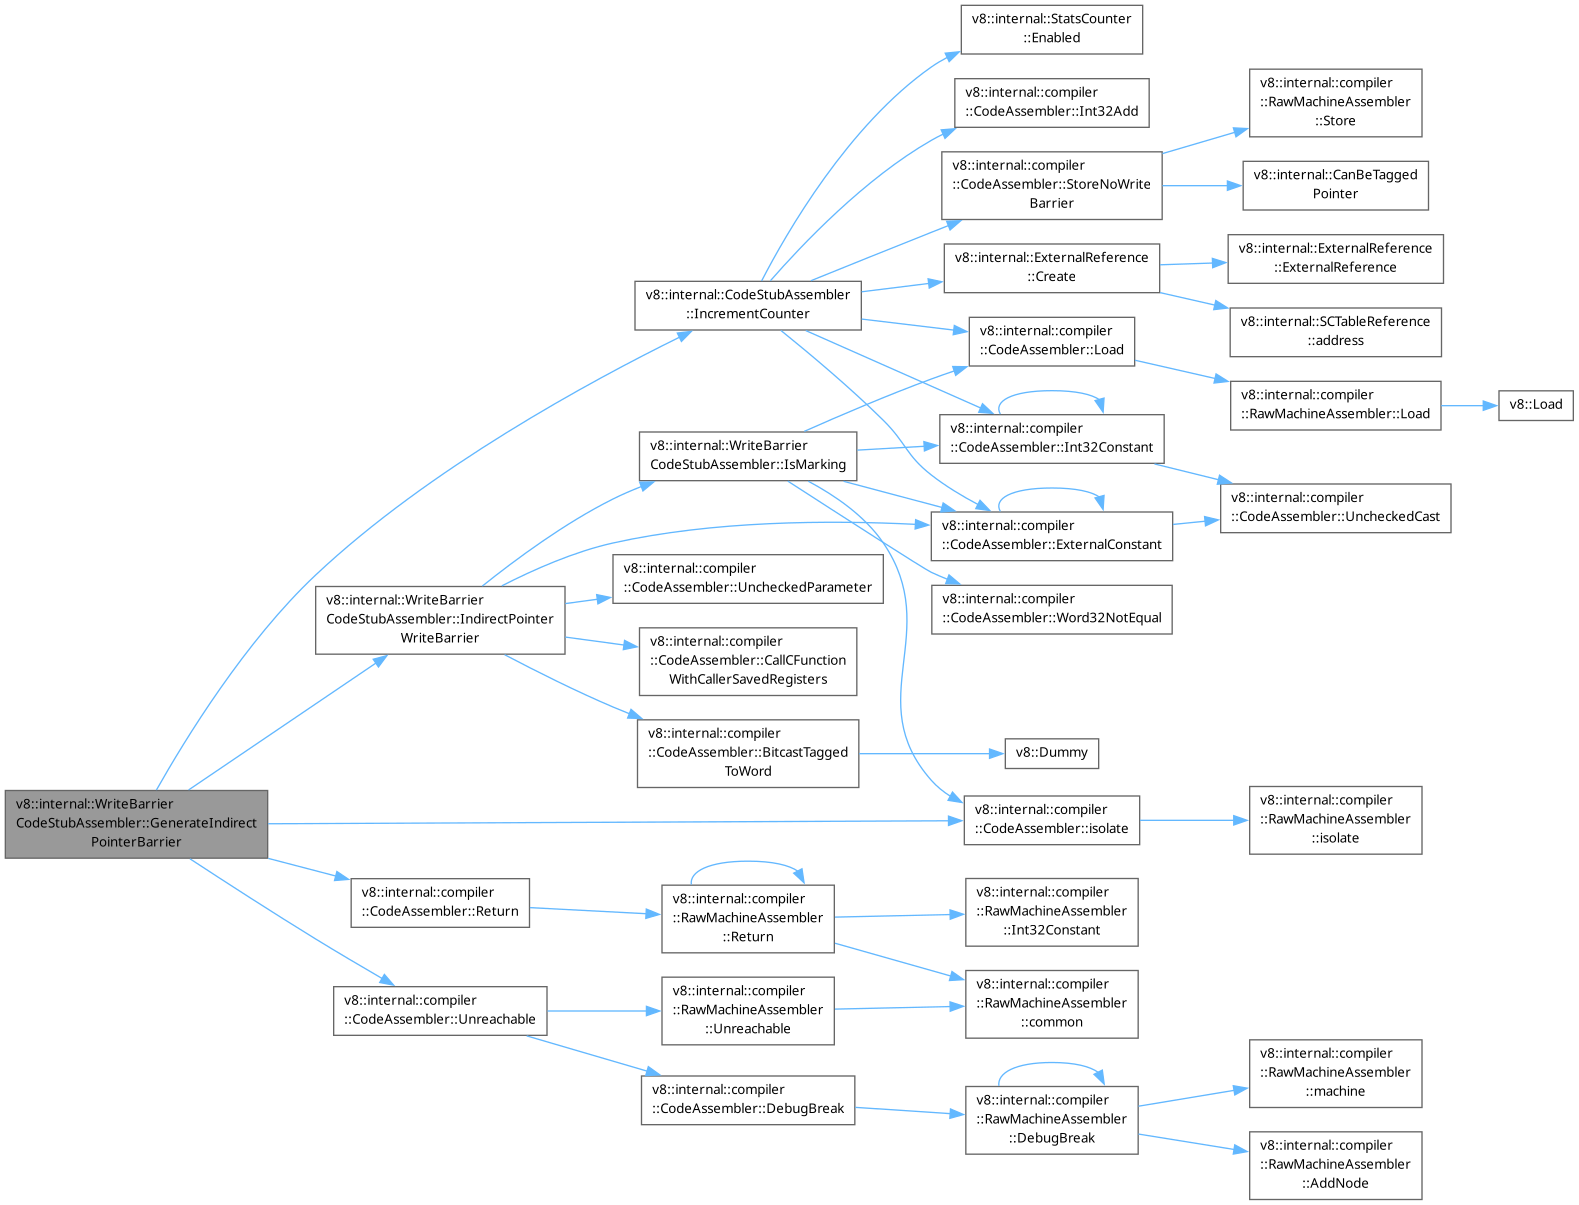 v8::internal::StatsCounter
::Enabled
v8::internal::compiler
::CodeAssembler::Int32Add
v8::internal::compiler
::RawMachineAssembler
::Store
v8::internal::compiler
::CodeAssembler::StoreNoWrite
Barrier
v8::internal::CanBeTagged
Pointer
v8::internal::ExternalReference
::Create
v8::internal::ExternalReference
::ExternalReference
v8::internal::CodeStubAssembler
::IncrementCounter
v8::internal::SCTableReference
::address
v8::internal::compiler
::CodeAssembler::Load
v8::internal::compiler
::RawMachineAssembler::Load
v8::Load
v8::internal::WriteBarrier
CodeStubAssembler::IsMarking
v8::internal::compiler
::CodeAssembler::Int32Constant
v8::internal::compiler
::CodeAssembler::UncheckedCast
v8::internal::compiler
::CodeAssembler::ExternalConstant
v8::internal::compiler
::CodeAssembler::UncheckedParameter
v8::internal::compiler
::CodeAssembler::Word32NotEqual
v8::internal::WriteBarrier
CodeStubAssembler::IndirectPointer
WriteBarrier
v8::internal::compiler
::CodeAssembler::CallCFunction
WithCallerSavedRegisters
v8::internal::compiler
::CodeAssembler::BitcastTagged
ToWord
v8::Dummy
v8::internal::WriteBarrier
CodeStubAssembler::GenerateIndirect
PointerBarrier
v8::internal::compiler
::CodeAssembler::isolate
v8::internal::compiler
::RawMachineAssembler
::isolate
v8::internal::compiler
::CodeAssembler::Return
v8::internal::compiler
::RawMachineAssembler
::Return
v8::internal::compiler
::RawMachineAssembler
::Int32Constant
v8::internal::compiler
::CodeAssembler::Unreachable
v8::internal::compiler
::RawMachineAssembler
::Unreachable
v8::internal::compiler
::RawMachineAssembler
::common
v8::internal::compiler
::CodeAssembler::DebugBreak
v8::internal::compiler
::RawMachineAssembler
::DebugBreak
v8::internal::compiler
::RawMachineAssembler
::machine
v8::internal::compiler
::RawMachineAssembler
::AddNode